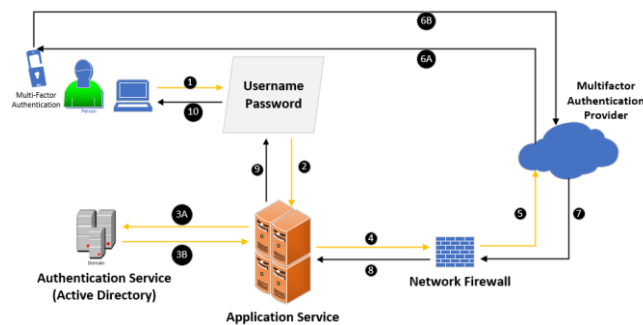 6B
6A
Multi-Factor
Authentication
Person
1
10
Username
Password
Multifactor
Authentication
Provider
9
2
3A
3B
4
8
5
7
Domain
Authentication Service
(Active Directory)
Application Service
Network Firewall